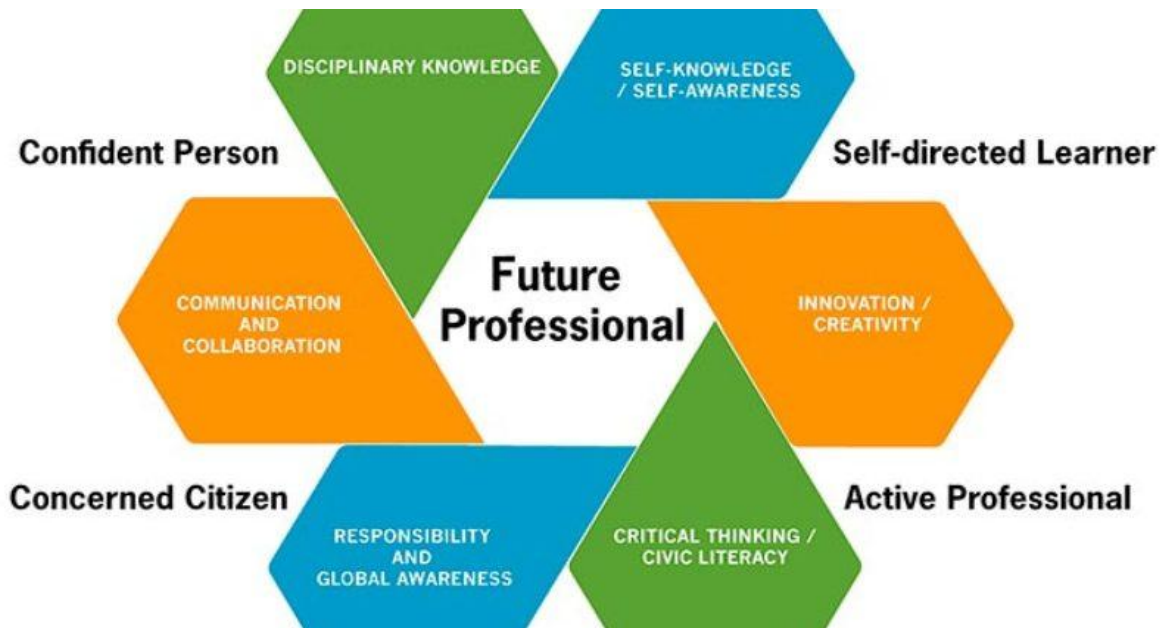 DISCIPLINARY KNOWLEDGE
SELF-KNOWLEDGE
/ SELF-AWARENESS
Confident Person
Self-directed Learner
Future
Professional
COMMUNICATION
AND
COLLABORATION
INNOVATION /
CREATIVITY
Concerned Citizen
Active Professional
RESPONSIBILITY
AND
GLOBAL AWARENESS
CRITICAL THINKING /
CIVIC LITERACY